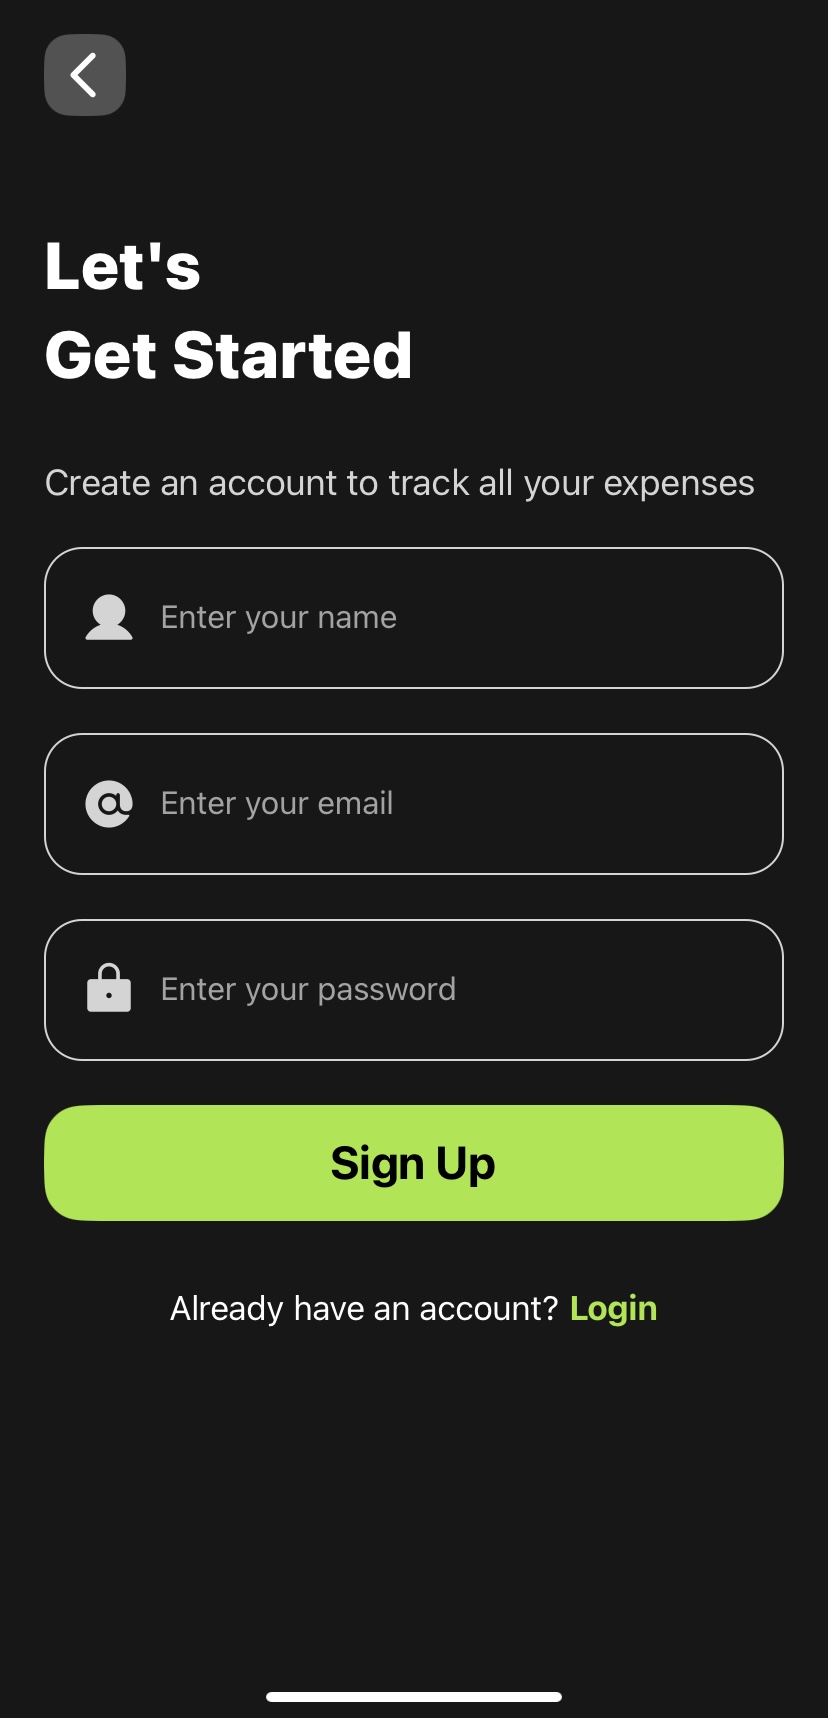 Let's
Get Started
Create an account to track all your expenses
Enter your name
Enter your email
Enter your password
Sign Up
Already have an account? Login